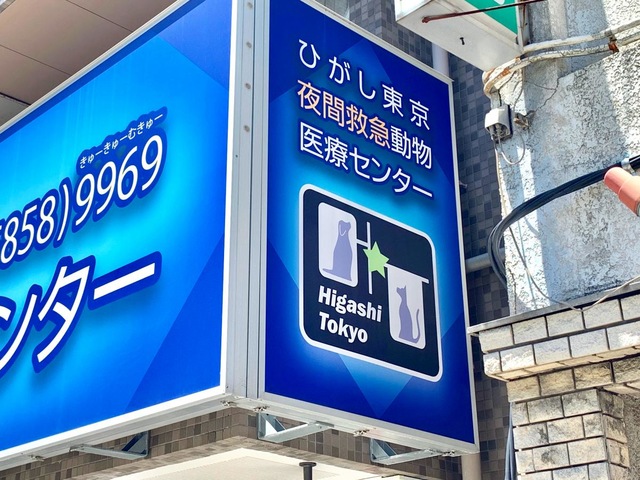 きゅーきゅーむきゅー
858)9969
ンター
ひがし東京
夜間救急動物
医療センター
Higashi
Tokyo